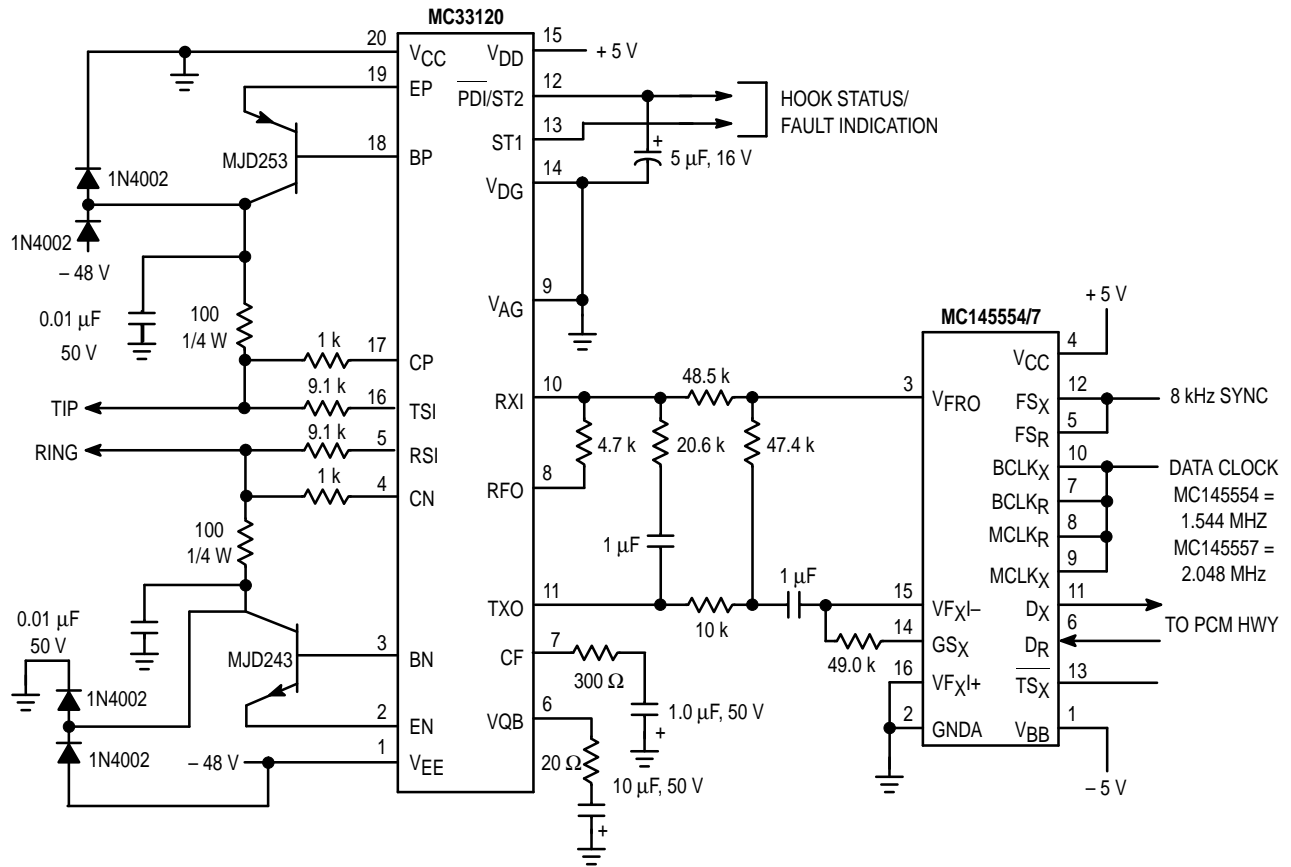 MC33120
20
VCC
15
VDD
+ 5 V
19
EP
12
PDI/ST2
HOOK STATUS/
FAULT INDICATION
13
ST1
18
BP
MJD253
+
5 µF, 16 V
14
VDG
1N4002
1N4002
– 48 V
0.01 µF
50 V
100
1/4 W
9
VAG
1 k
17
CP
9.1 k
16
TSI
TIP
9.1 k
5
RSI
RING
1 k
4
CN
100
1/4 W
10
RXI
48.5 k
4.7 k
20.6 k
47.4 k
8
RFO
1 µF
1 µF
11
TXO
10 k
49.0 k
0.01 µF
50 V
MJD243
3
BN
7
CF
300 Ω
1.0 µF, 50 V
+
1N4002
1N4002
2
EN
6
VQB
20 Ω
10 µF, 50 V
+
– 48 V
1
VEE
MC145554/7
+ 5 V
4
VCC
3
VFRO
12
FSX
8 kHz SYNC
5
FSR
10
BCLKX
DATA CLOCK
MC145554 =
1.544 MHZ
MC145557 =
2.048 MHz
7
BCLKR
8
MCLKR
9
MCLKX
15
VFXI–
11
DX
TO PCM HWY
14
GSX
6
DR
16
VFXI+
13
TSX
2
GNDA
1
VBB
– 5 V